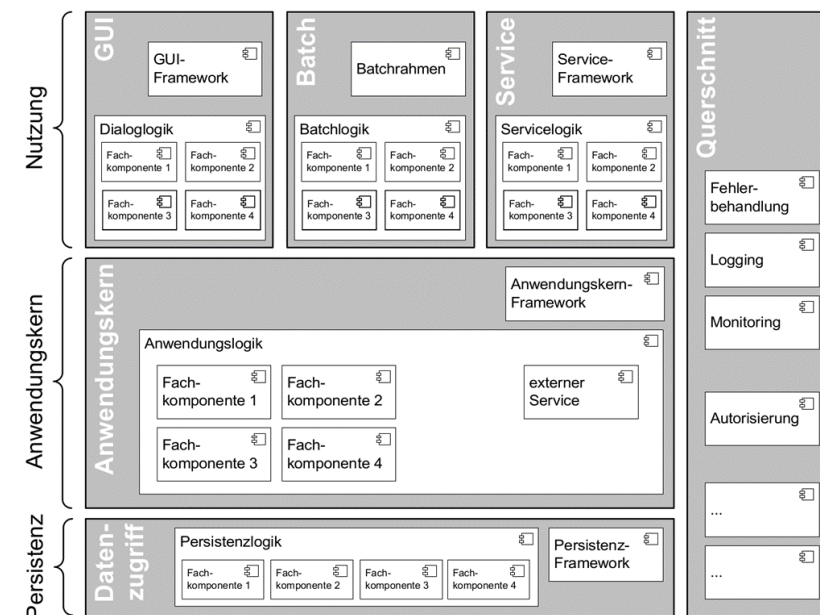 Nutzung
GUI
GUI-
Framework
Dialoglogik
Fach-
komponente 1
Fach-
komponente 2
Fach-
komponente 3
Fach-
komponente 4
Batch
Batchrahmen
Batchlogik
Fach-
komponente 1
Fach-
komponente 2
Fach-
komponente 3
Fach-
komponente 4
Service
Service-
Framework
Servicelogik
Fach-
komponente 1
Fach-
komponente 2
Fach-
komponente 3
Fach-
komponente 4
Anwendungskern
Anwendungskern
Anwendungskern-
Framework
Anwendungslogik
Fach-
komponente 1
Fach-
komponente 2
Fach-
komponente 3
Fach-
komponente 4
externer
Service
Persistenz
Daten-
zugriff
Persistenzlogik
Fach-
komponente 1
Fach-
komponente 2
Fach-
komponente 3
Fach-
komponente 4
Persistenz-
Framework
Querschnitt
Fehler-
behandlung
Logging
Monitoring
Autorisierung
...
...